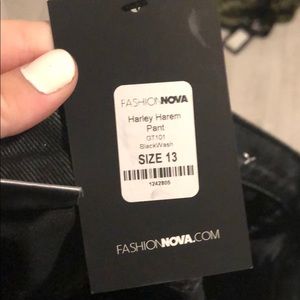 FASHIONNOVA
Harley Harem
Pant
GT101
BlackWash
SIZE 13
1242805
FASHIONNOVA.COM